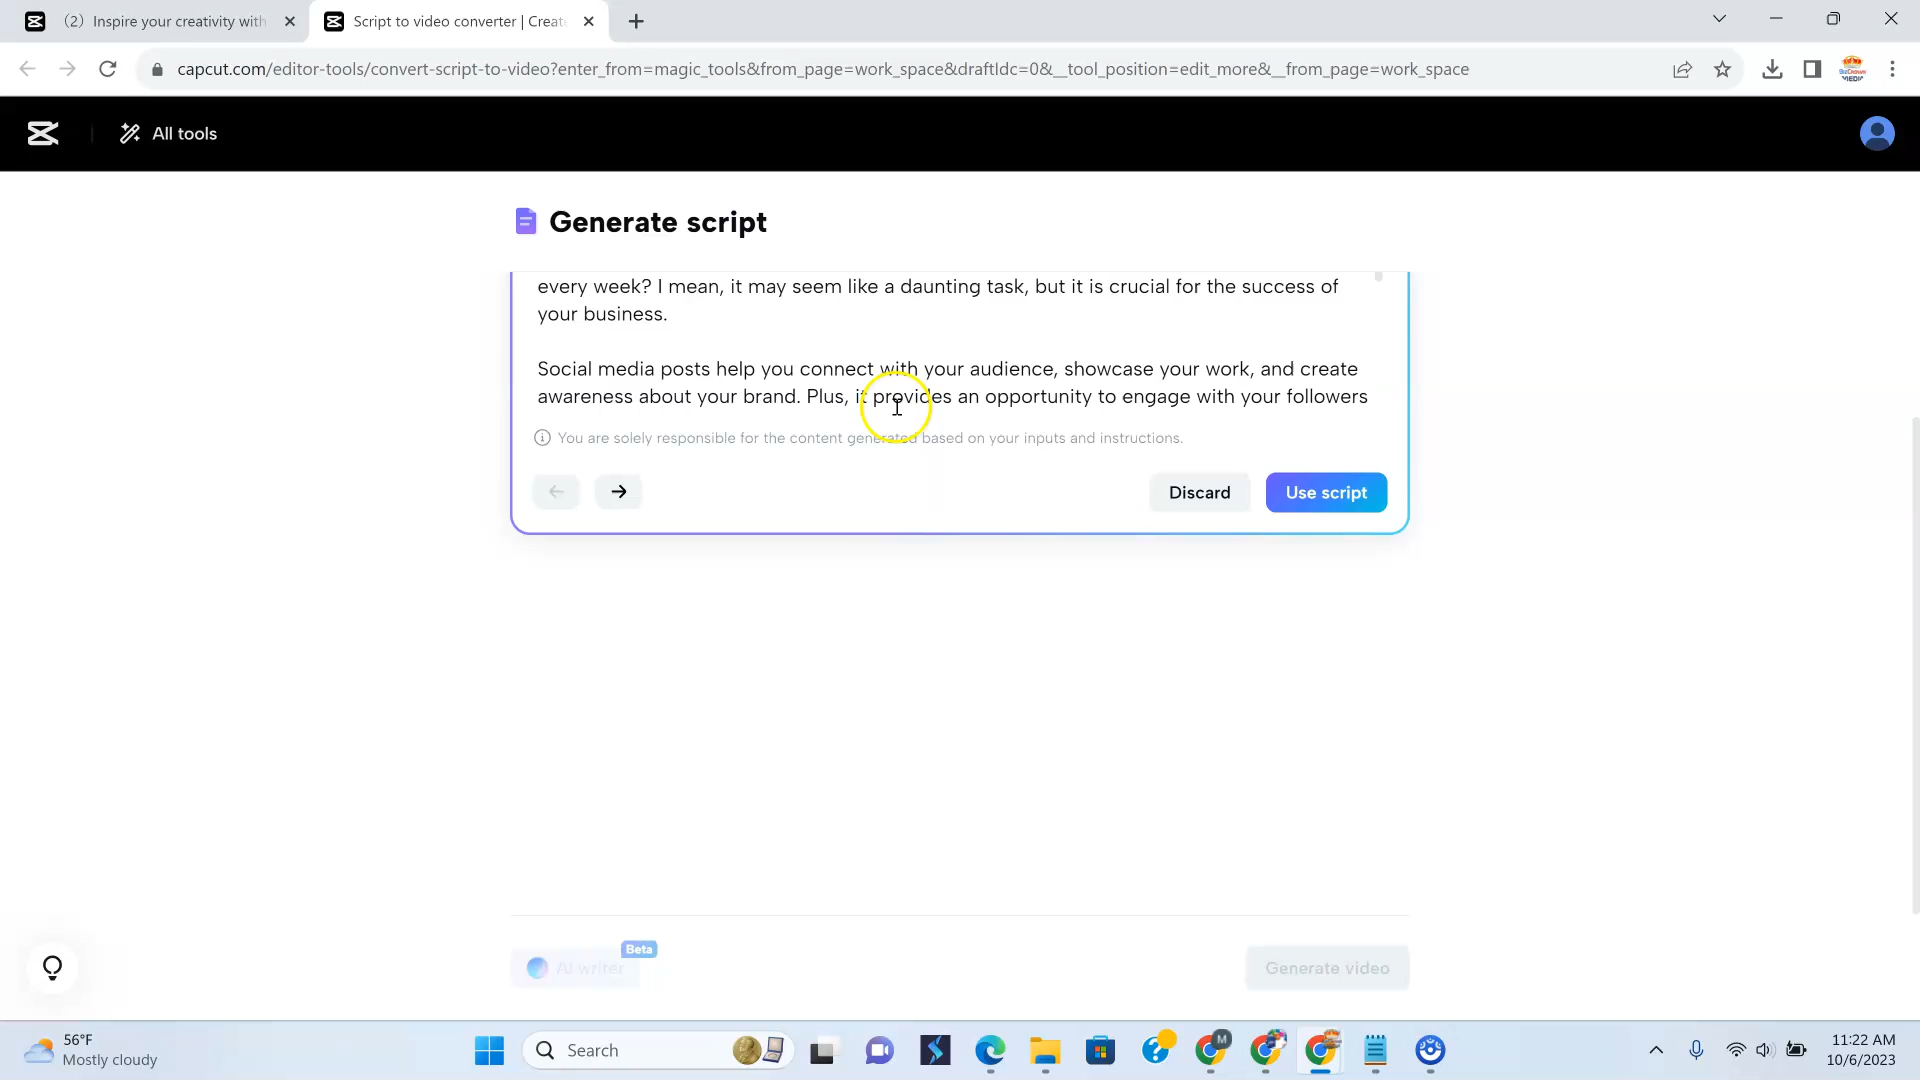 (2) Inspire your creativity with
Script to video converter | Create
capcut.com/editor-tools/convert-script-to-video?enter_from=magic_tools&from_page=work_space&draftIdc=0&__tool_position=edit_more&__from_page=work_space
All tools
Generate script
every week? I mean, it may seem like a daunting task, but it is crucial for the success of
your business.
Social media posts help you connect with your audience, showcase your work, and create
awareness about your brand. Plus, it provides an opportunity to engage with your followers
You are solely responsible for the content generated based on your inputs and instructions.
Discard
Use script
Beta
AI writer
Generate video
56°F
Mostly cloudy
Search
M
11:22 AM
10/6/2023